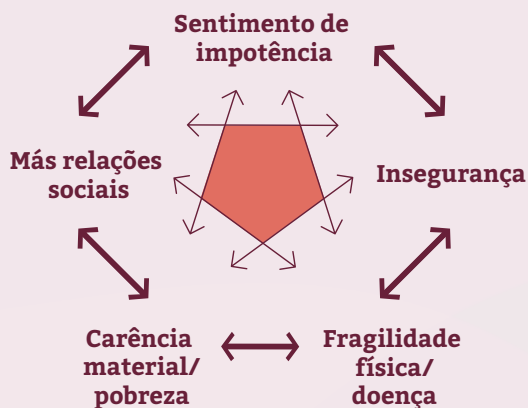 Sentimento de
impotência
Más relações
sociais
Insegurança
Carência
material/
pobreza
Fragilidade
física/
doença